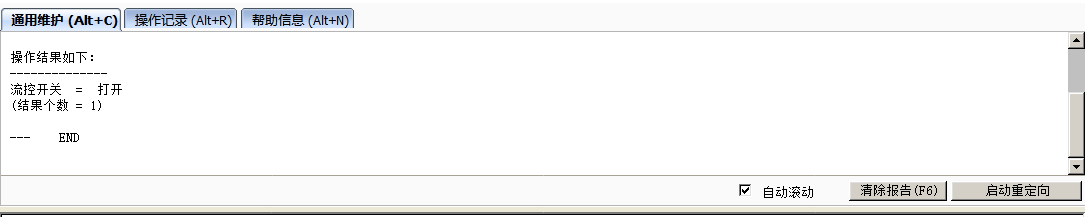 通用维护 (Alt+C) 操作记录 (Alt+R) 帮助信息 (Alt+N)
操作结果如下:
--------------
流控开关  =  打开
(结果个数 = 1)
---    END
自动滚动 清除报告(F6) 启动重定向